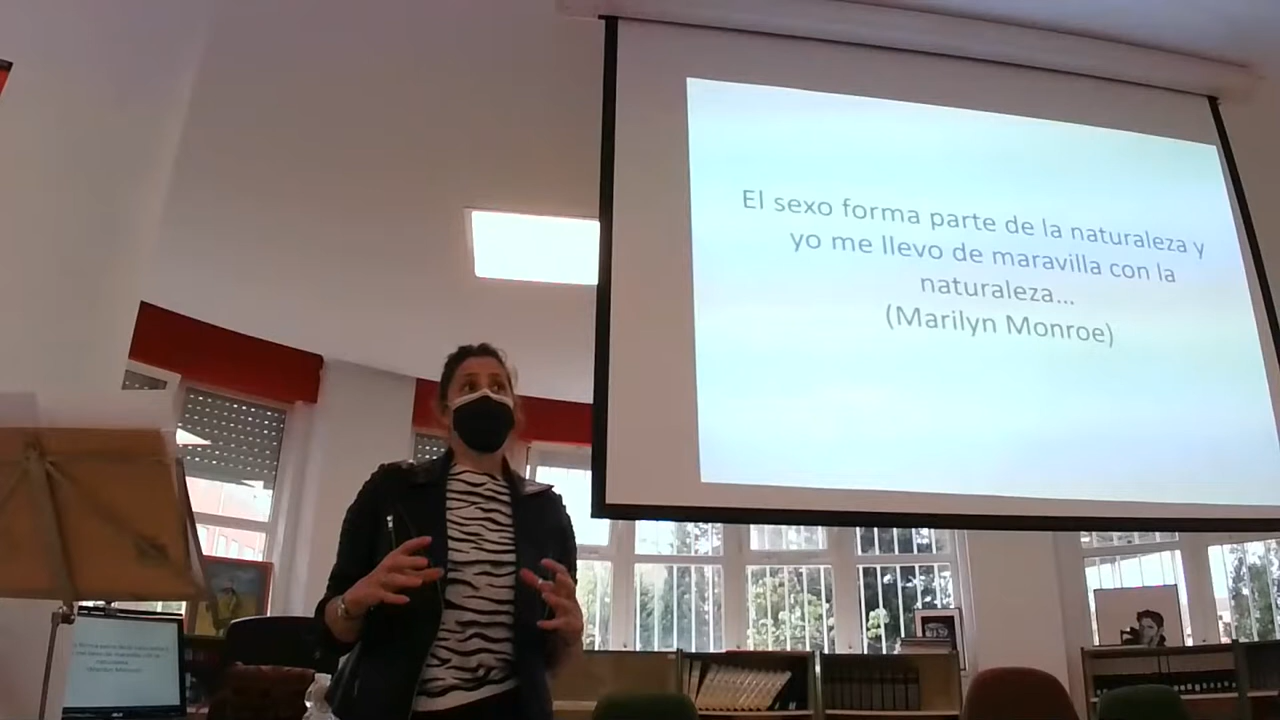 El sexo forma parte de la naturaleza y
yo me llevo de maravilla con la
naturaleza...
(Marilyn Monroe)